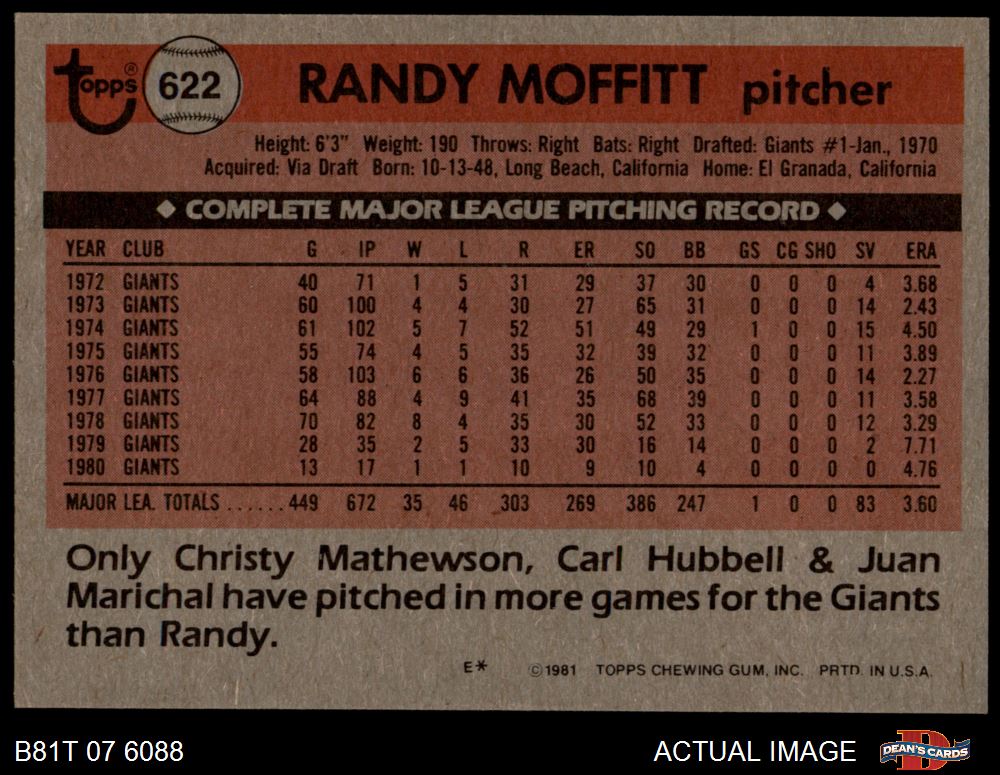 topps® 622 RANDY MOFFITT pitcher
Height: 6'3" Weight: 190 Throws: Right Bats: Right Drafted: Giants #1-Jan., 1970
Acquired: Via Draft Born: 10-13-48, Long Beach, California Home: El Granada, California
◆ COMPLETE MAJOR LEAGUE PITCHING RECORD ◆
YEAR CLUB G IP W L R ER SO BB GS CG SHO SV ERA
1972 GIANTS 40 71 1 5 31 29 37 30 0 0 0 4 3.68
1973 GIANTS 60 100 4 4 30 27 65 31 0 0 0 14 2.43
1974 GIANTS 61 102 5 7 52 51 49 29 1 0 0 15 4.50
1975 GIANTS 55 74 4 5 35 32 39 32 0 0 0 11 3.89
1976 GIANTS 58 103 6 6 36 26 50 35 0 0 0 14 2.27
1977 GIANTS 64 88 4 9 41 35 68 39 0 0 0 11 3.58
1978 GIANTS 70 82 8 4 35 30 52 33 0 0 0 12 3.29
1979 GIANTS 28 35 2 5 33 30 16 14 0 0 0 2 7.71
1980 GIANTS 13 17 1 1 10 9 10 4 0 0 0 0 4.76
MAJOR LEA. TOTALS ...... 449 672 35 46 303 269 386 247 1 0 0 83 3.60
Only Christy Mathewson, Carl Hubbell & Juan
Marichal have pitched in more games for the Giants
than Randy.
E* ©1981 TOPPS CHEWING GUM, INC. PRTD. IN U.S.A.
B81T 07 6088 ACTUAL IMAGE DEAN'S CARDS